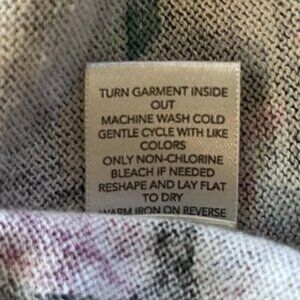 TURN GARMENT INSIDE
OUT
MACHINE WASH COLD
GENTLE CYCLE WITH LIKE
COLORS
ONLY NON-CHLORINE
BLEACH IF NEEDED
RESHAPE AND LAY FLAT
TO DRY
WARM IRON ON REVERSE